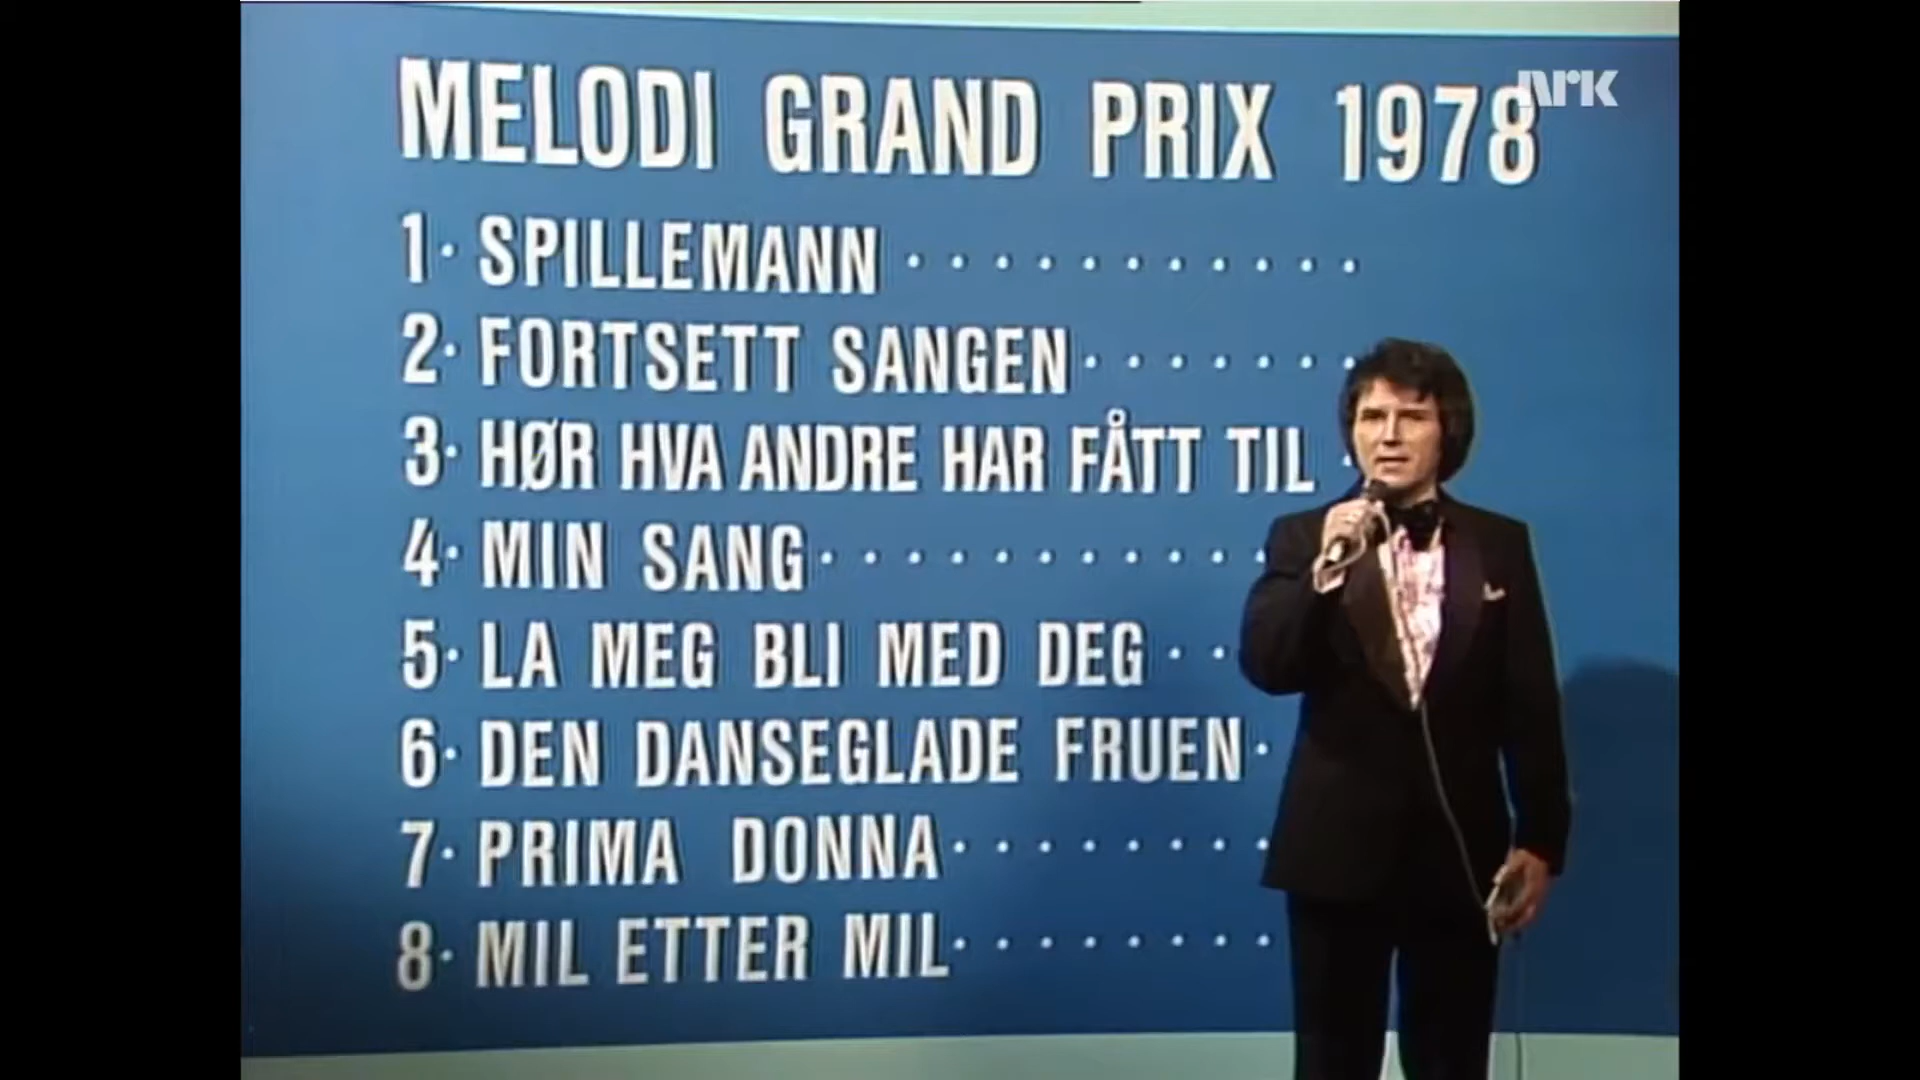 MELODI GRAND PRIX 1978
nrk
1. SPILLEMANN . . . . . . . . . . .
2. FORTSETT SANGEN . . . . . . .
3. HØR HVA ANDRE HAR FÅTT TIL .
4. MIN SANG . . . . . . . . . . .
5. LA MEG BLI MED DEG . .
6. DEN DANSEGLADE FRUEN .
7. PRIMA DONNA . . . . . . . .
8. MIL ETTER MIL . . . . . . . .